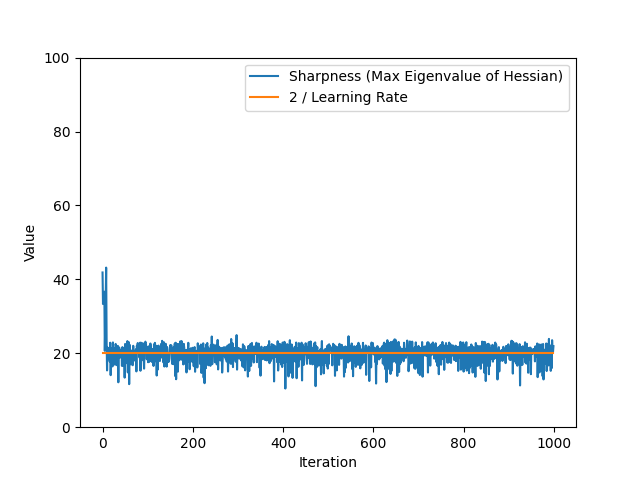 100
80
60
40
20
0
Value
Sharpness (Max Eigenvalue of Hessian)
2 / Learning Rate
0 200 400 600 800 1000
Iteration